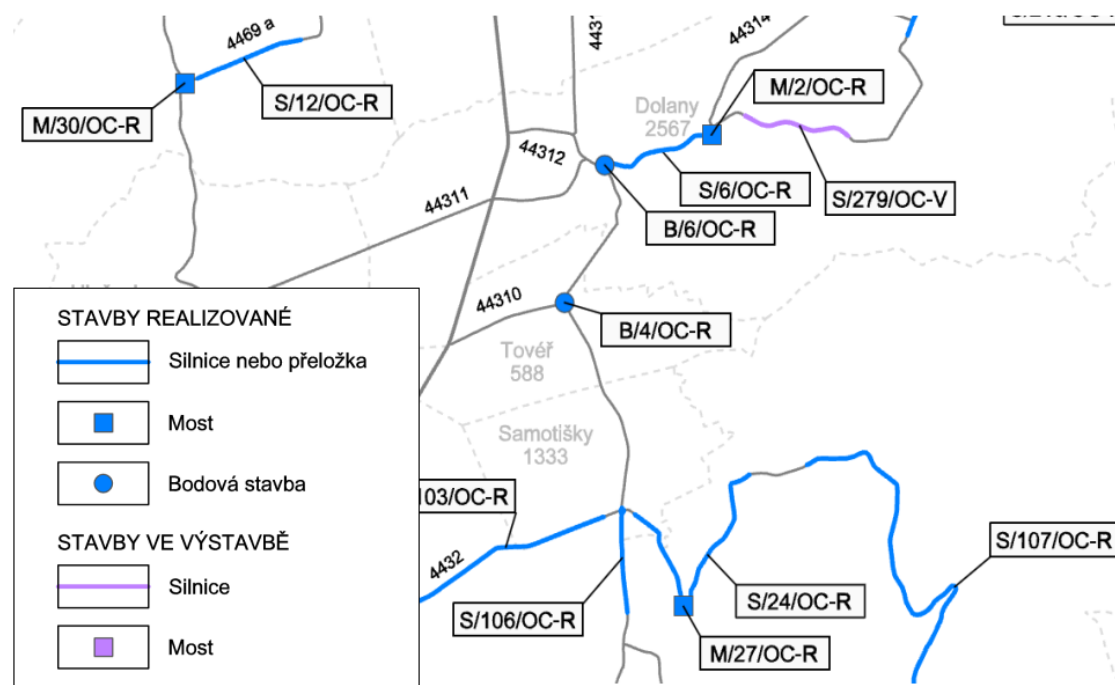 4469 a
4431
44314
M/30/OC-R
S/12/OC-R
M/2/OC-R
Dolany
2567
44312
S/6/OC-R
S/279/OC-V
44311
B/6/OC-R
44310
B/4/OC-R
Tovéř
588
Samotišky
1333
103/OC-R
4432
S/106/OC-R
S/24/OC-R
S/107/OC-R
M/27/OC-R
STAVBY REALIZOVANÉ
Silnice nebo přeložka
Most
Bodová stavba
STAVBY VE VÝSTAVBĚ
Silnice
Most